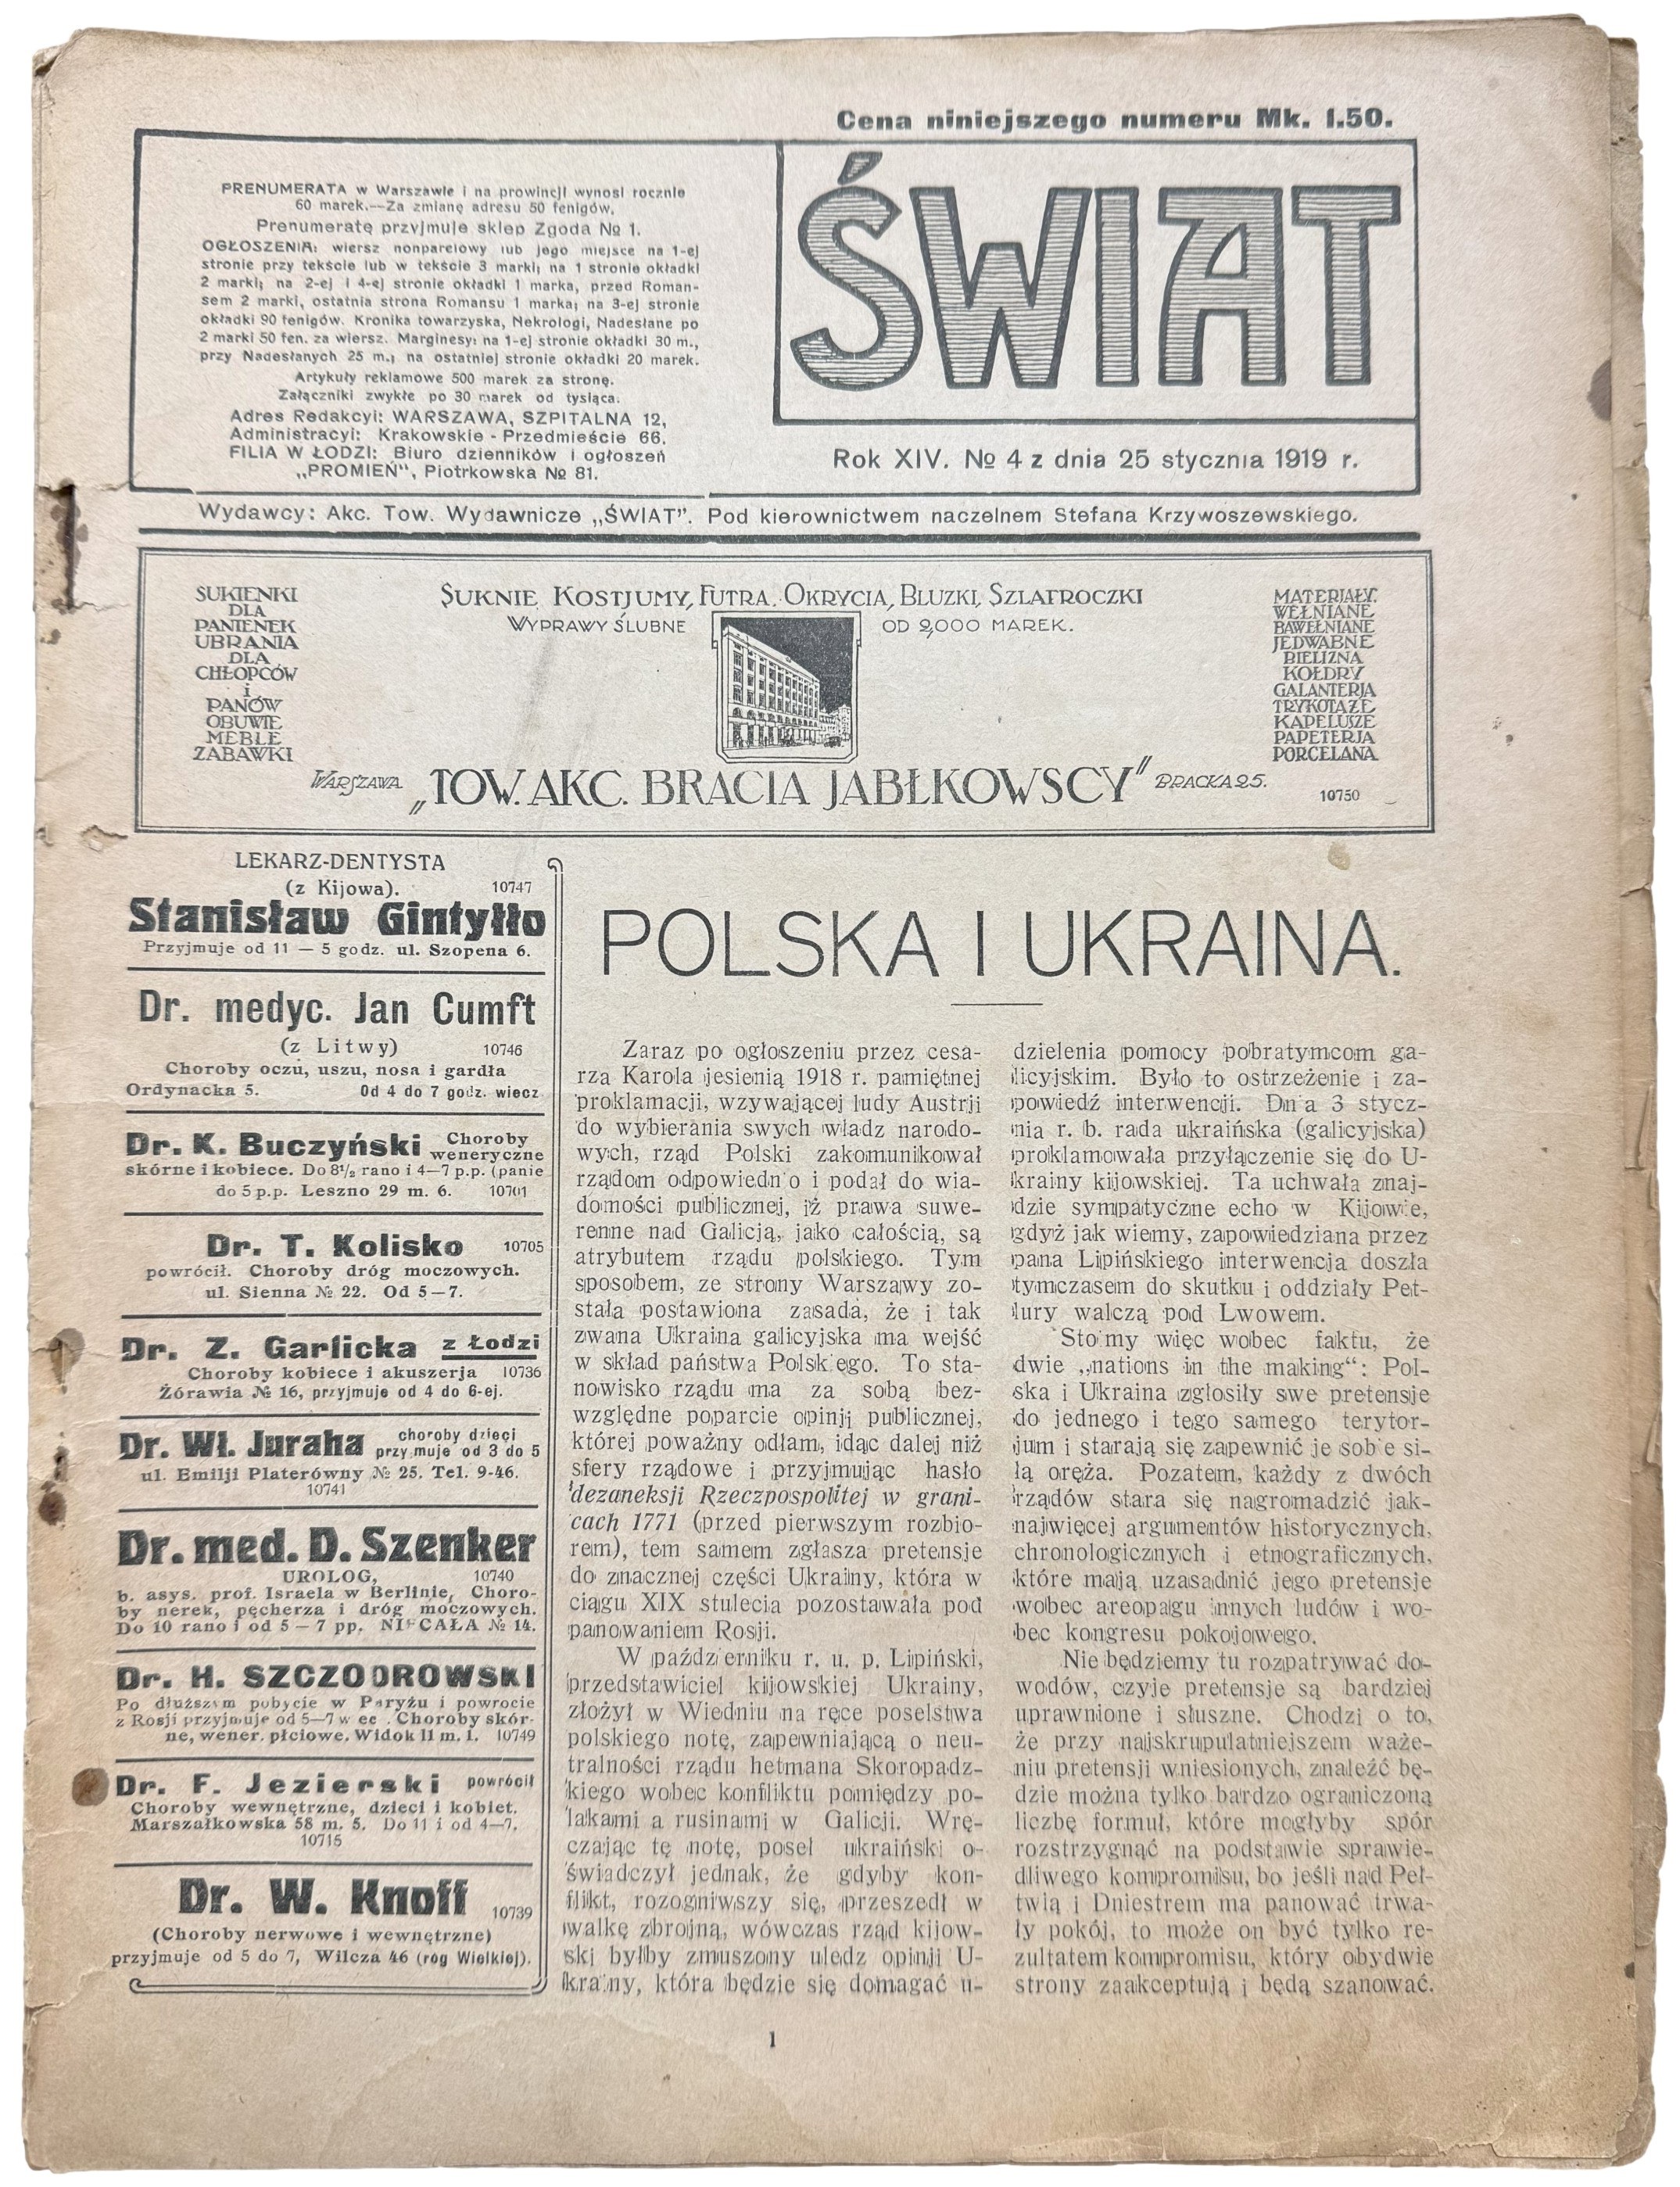 Cena niniejszego numeru Mk. 1.50.
PRENUMERATA w Warszawie i na prowincji wynosi rocznie
60 marek.—Za zmianę adresu 50 fenigów.
Prenumeratę przyjmuje sklep Zgoda № 1.
OGŁOSZENIA: wiersz nonparelowy lub jego miejsce na 1-ej
stronie przy tekście lub w tekście 3 marki; na 1 stronie okładki
2 marki; na 2-ej i 4-ej stronie okładki 1 marka, przed Roman-
sem 2 marki, ostatnia strona Romansu 1 marka; na 3-ej stronie
okładki 90 fenigów. Kronika towarzyska, Nekrologi, Nadesłane po
2 marki 50 fen. za wiersz. Marginesy: na 1-ej stronie okładki 30 m.,
przy Nadesłanych 25 m.; na ostatniej stronie okładki 20 marek.
Artykuły reklamowe 500 marek za stronę.
Załączniki zwykłe po 30 marek od tysiąca.
Adres Redakcyi: WARSZAWA, SZPITALNA 12,
Administracyi: Krakowskie-Przedmieście 66.
FILIA W ŁODZI: Biuro dzienników i ogłoszeń
„PROMIEŃ“, Piotrkowska № 81.
ŚWIAT
Rok XIV. № 4 z dnia 25 stycznia 1919 r.
Wydawcy: Akc. Tow. Wydawnicze „ŚWIAT”. Pod kierownictwem naczelnem Stefana Krzywoszewskiego.
SUKIENKI
DLA
PANIENEK
UBRANIA
DLA
CHŁOPCÓW
i
PANÓW
OBUWIE
MEBLE
ZABAWKI
SUKNIE, KOSTJUMY, FUTRA, OKRYCIA, BLUZKI, SZLAFROCZKI
WYPRAWY ŚLUBNE OD 2,000 MAREK.
MATERJAŁY:
WEŁNIANE
BAWEŁNIANE
JEDWABNE
BIELIZNA
KOŁDRY
GALANTERJA
TRYKOTAŻE
KAPELUSZE
PAPETERJA
PORCELANA
WARSZAWA „TOW. AKC. BRACIA JABŁKOWSCY” BRACKA 25.
10750
LEKARZ-DENTYSTA
(z Kijowa). 10747
Stanisław Gintyłło
Przyjmuje od 11 — 5 godz. ul. Szopena 6.
Dr. medyc. Jan Cumft
(z Litwy) 10746
Choroby oczu, uszu, nosa i gardła
Ordynacka 5. Od 4 do 7 godz. wiecz
Dr. K. Buczyński Choroby
weneryczne
skórne i kobiece. Do 8½ rano i 4—7 p.p. (panie
do 5 p.p. Leszno 29 m. 6. 10701
Dr. T. Kolisko 10705
powrócił. Choroby dróg moczowych.
ul. Sienna № 22. Od 5—7.
Dr. Z. Garlicka z Łodzi
Choroby kobiece i akuszerja 10736
Żórawia № 16, przyjmuje od 4 do 6-ej.
Dr. Wł. Juraha choroby dzieci
przyjmuje od 3 do 5
ul. Emilji Platerówny № 25. Tel. 9-46.
10741
Dr. med. D. Szenker
UROLOG, 10740
b. asys. prof. Israela w Berlinie, Choro-
by nerek, pęcherza i dróg moczowych.
Do 10 rano i od 5—7 pp. NIECAŁA № 14.
Dr. H. SZCZODROWSKI
Po dłuższym pobycie w Paryżu i powrocie
z Rosji przyjmuje od 5—7 w ec . Choroby skór-
ne, wener. płciowe. Widok 11 m. 1. 10749
Dr. F. Jezierski powrócił
Choroby wewnętrzne, dzieci i kobiet.
Marszałkowska 58 m. 5. Do 11 i od 4—7.
10715
Dr. W. Knoff 10739
(Choroby nerwowe i wewnętrzne)
przyjmuje od 5 do 7, Wilcza 46 (róg Wielkiej).
POLSKA I UKRAINA.
Zaraz po ogłoszeniu przez cesa-
rza Karola jesienią 1918 r. pamiętnej
proklamacji, wzywającej ludy Austrji
do wybierania swych władz narodo-
wych, rząd Polski zakomunikował
rządom odpowiednio i podał do wia-
domości publicznej, iż prawa suwe-
renne nad Galicją, jako całością, są
atrybutem rządu polskiego. Tym
sposobem, ze strony Warszawy zo-
stała postawiona zasada, że i tak
zwana Ukraina galicyjska ma wejść
w skład państwa Polskiego. To sta-
nowisko rządu ma za sobą bez-
względne poparcie opinji publicznej,
której poważny odłam, idąc dalej niż
sfery rządowe i przyjmując hasło
dezaneksji Rzeczpospolitej w grani-
cach 1771 (przed pierwszym rozbio-
rem), tem samem zgłasza pretensje
do znacznej części Ukrainy, która w
ciągu XIX stulecia pozostawała pod
panowaniem Rosji.
W październiku r. u. p. Lipiński,
przedstawiciel kijowskiej Ukrainy,
złożył w Wiedniu na ręce poselstwa
polskiego notę, zapewniającą o neu-
tralności rządu hetmana Skoropadz-
kiego wobec konfliktu pomiędzy po-
lakami a rusinami w Galicji. Wrę-
czając tę notę, poseł ukraiński o-
świadczył jednak, że gdyby kon-
flikt, rozogniwszy się, przeszedł w
walkę zbrojną, wówczas rząd kijow-
ski byłby zmuszony uledz opinji U-
krainy, która będzie się domagać u-
dzielenia pomocy pobratymcom ga-
licyjskim. Było to ostrzeżenie i za-
powiedź interwencji. Dnia 3 stycz-
nia r. b. rada ukraińska (galicyjska)
proklamowała przyłączenie się do U-
krainy kijowskiej. Ta uchwała znaj-
dzie sympatyczne echo w Kijowie,
gdyż jak wiemy, zapowiedziana przez
pana Lipińskiego interwencja doszła
tymczasem do skutku i oddziały Pet-
lury walczą pod Lwowem.
Stoimy więc wobec faktu, że
dwie „nations in the making“: Pol-
ska i Ukraina zgłosiły swe pretensje
do jednego i tego samego terytor-
jum i starają się zapewnić je sobie si-
łą oręża. Pozatem, każdy z dwóch
rządów stara się nagromadzić jak-
najwięcej argumentów historycznych,
chronologicznych i etnograficznych,
które mają uzasadnić jego pretensje
wobec areopagu innych ludów i wo-
bec kongresu pokojowego.
Nie będziemy tu rozpatrywać do-
wodów, czyje pretensje są bardziej
uprawnione i słuszne. Chodzi o to,
że przy najskrupulatniejszem waże-
niu pretensji wniesionych, znaleźć bę-
dzie można tylko bardzo ograniczoną
liczbę formuł, które mogłyby spór
rozstrzygnąć na podstawie sprawie-
dliwego kompromisu, bo jeśli nad Peł-
twią i Dniestrem ma panować trwa-
ły pokój, to może on być tylko re-
zultatem kompromisu, który obydwie
strony zaakceptują i będą szanować.
1